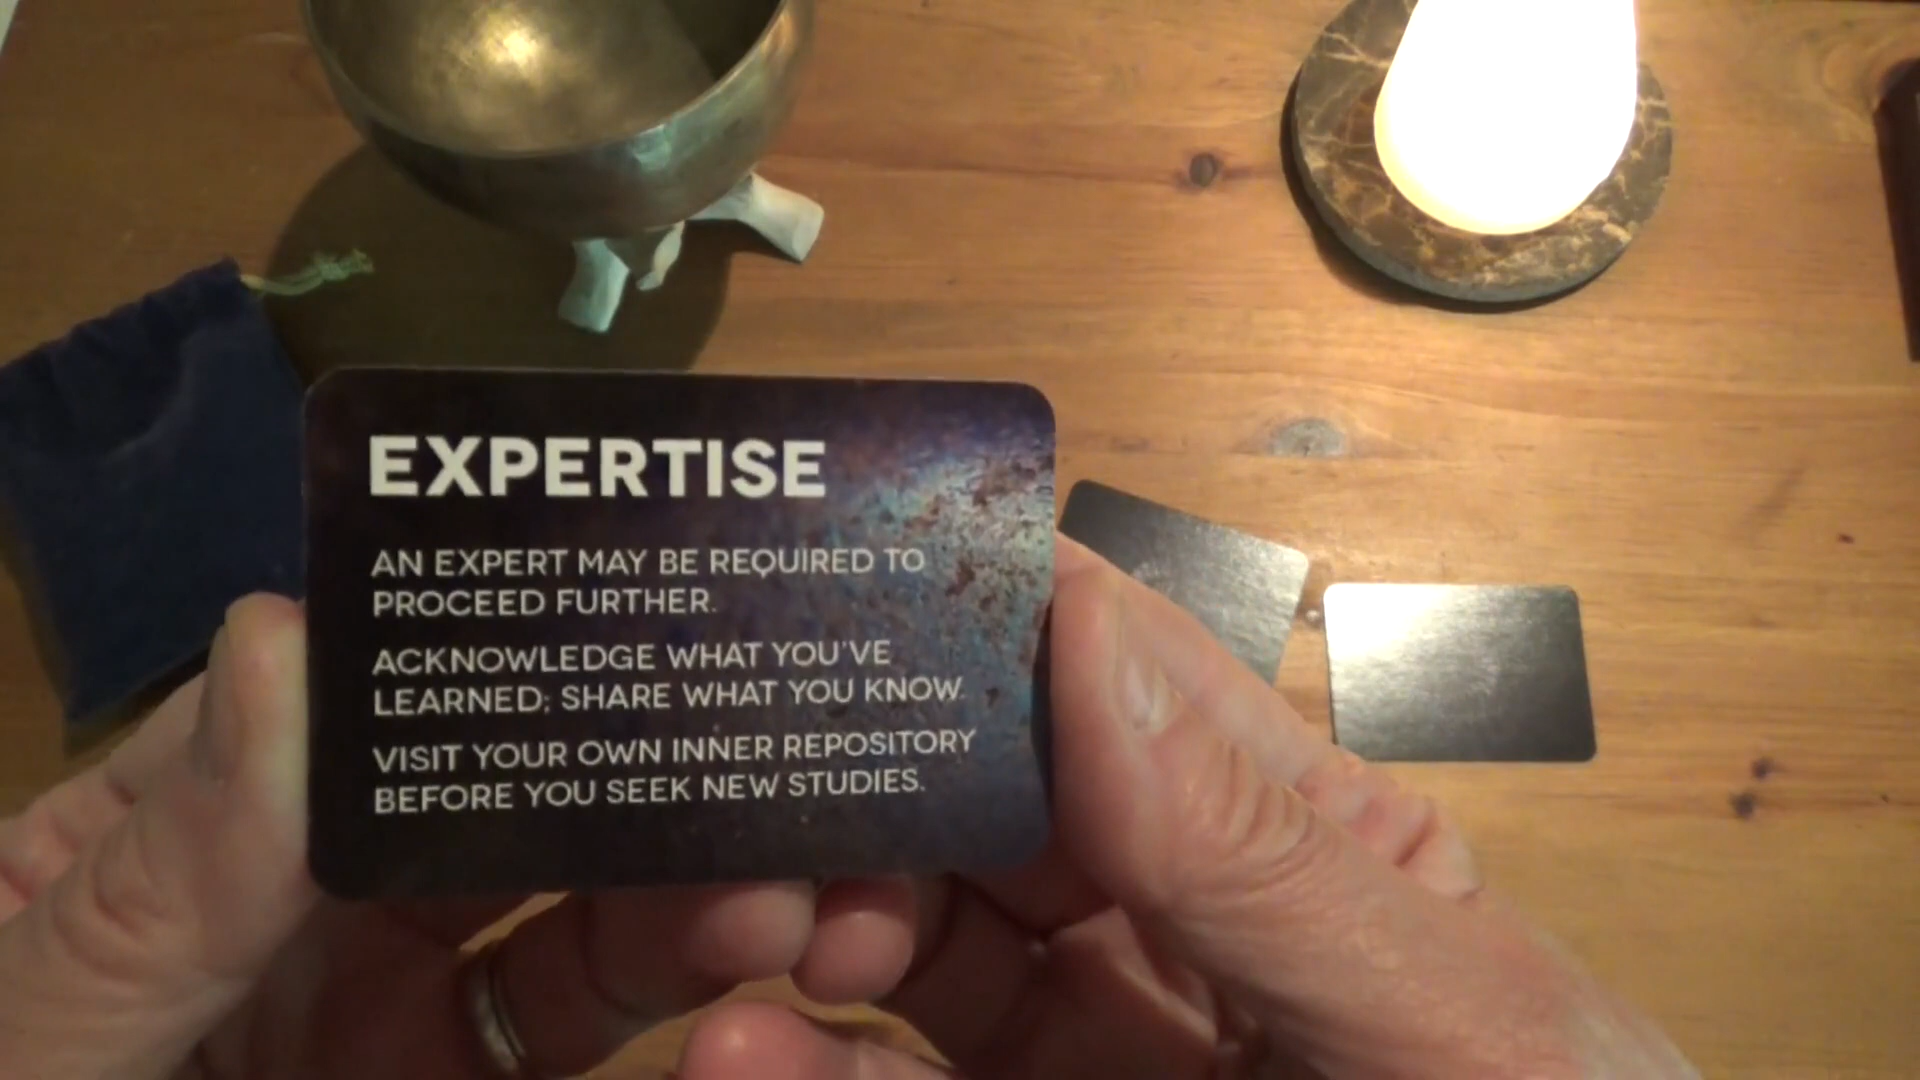 EXPERTISE
AN EXPERT MAY BE REQUIRED TO
PROCEED FURTHER.
ACKNOWLEDGE WHAT YOU'VE
LEARNED; SHARE WHAT YOU KNOW.
VISIT YOUR OWN INNER REPOSITORY
BEFORE YOU SEEK NEW STUDIES.